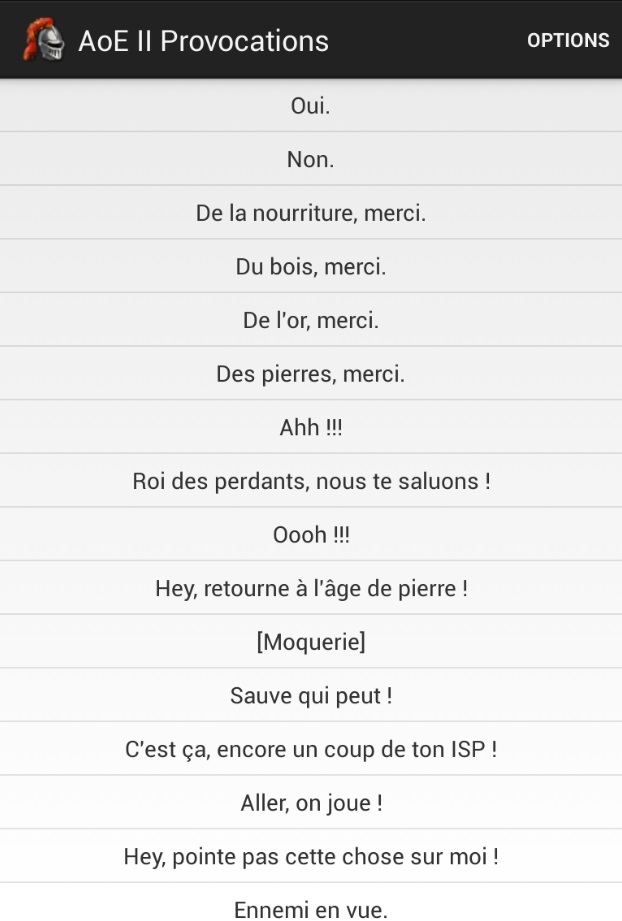 AoE II Provocations
OPTIONS
Oui.
Non.
De la nourriture, merci.
Du bois, merci.
De l'or, merci.
Des pierres, merci.
Ahh !!!
Roi des perdants, nous te saluons !
Oooh !!!
Hey, retourne à l'âge de pierre !
[Moquerie]
Sauve qui peut !
C'est ça, encore un coup de ton ISP !
Aller, on joue !
Hey, pointe pas cette chose sur moi !
Ennemi en vue.